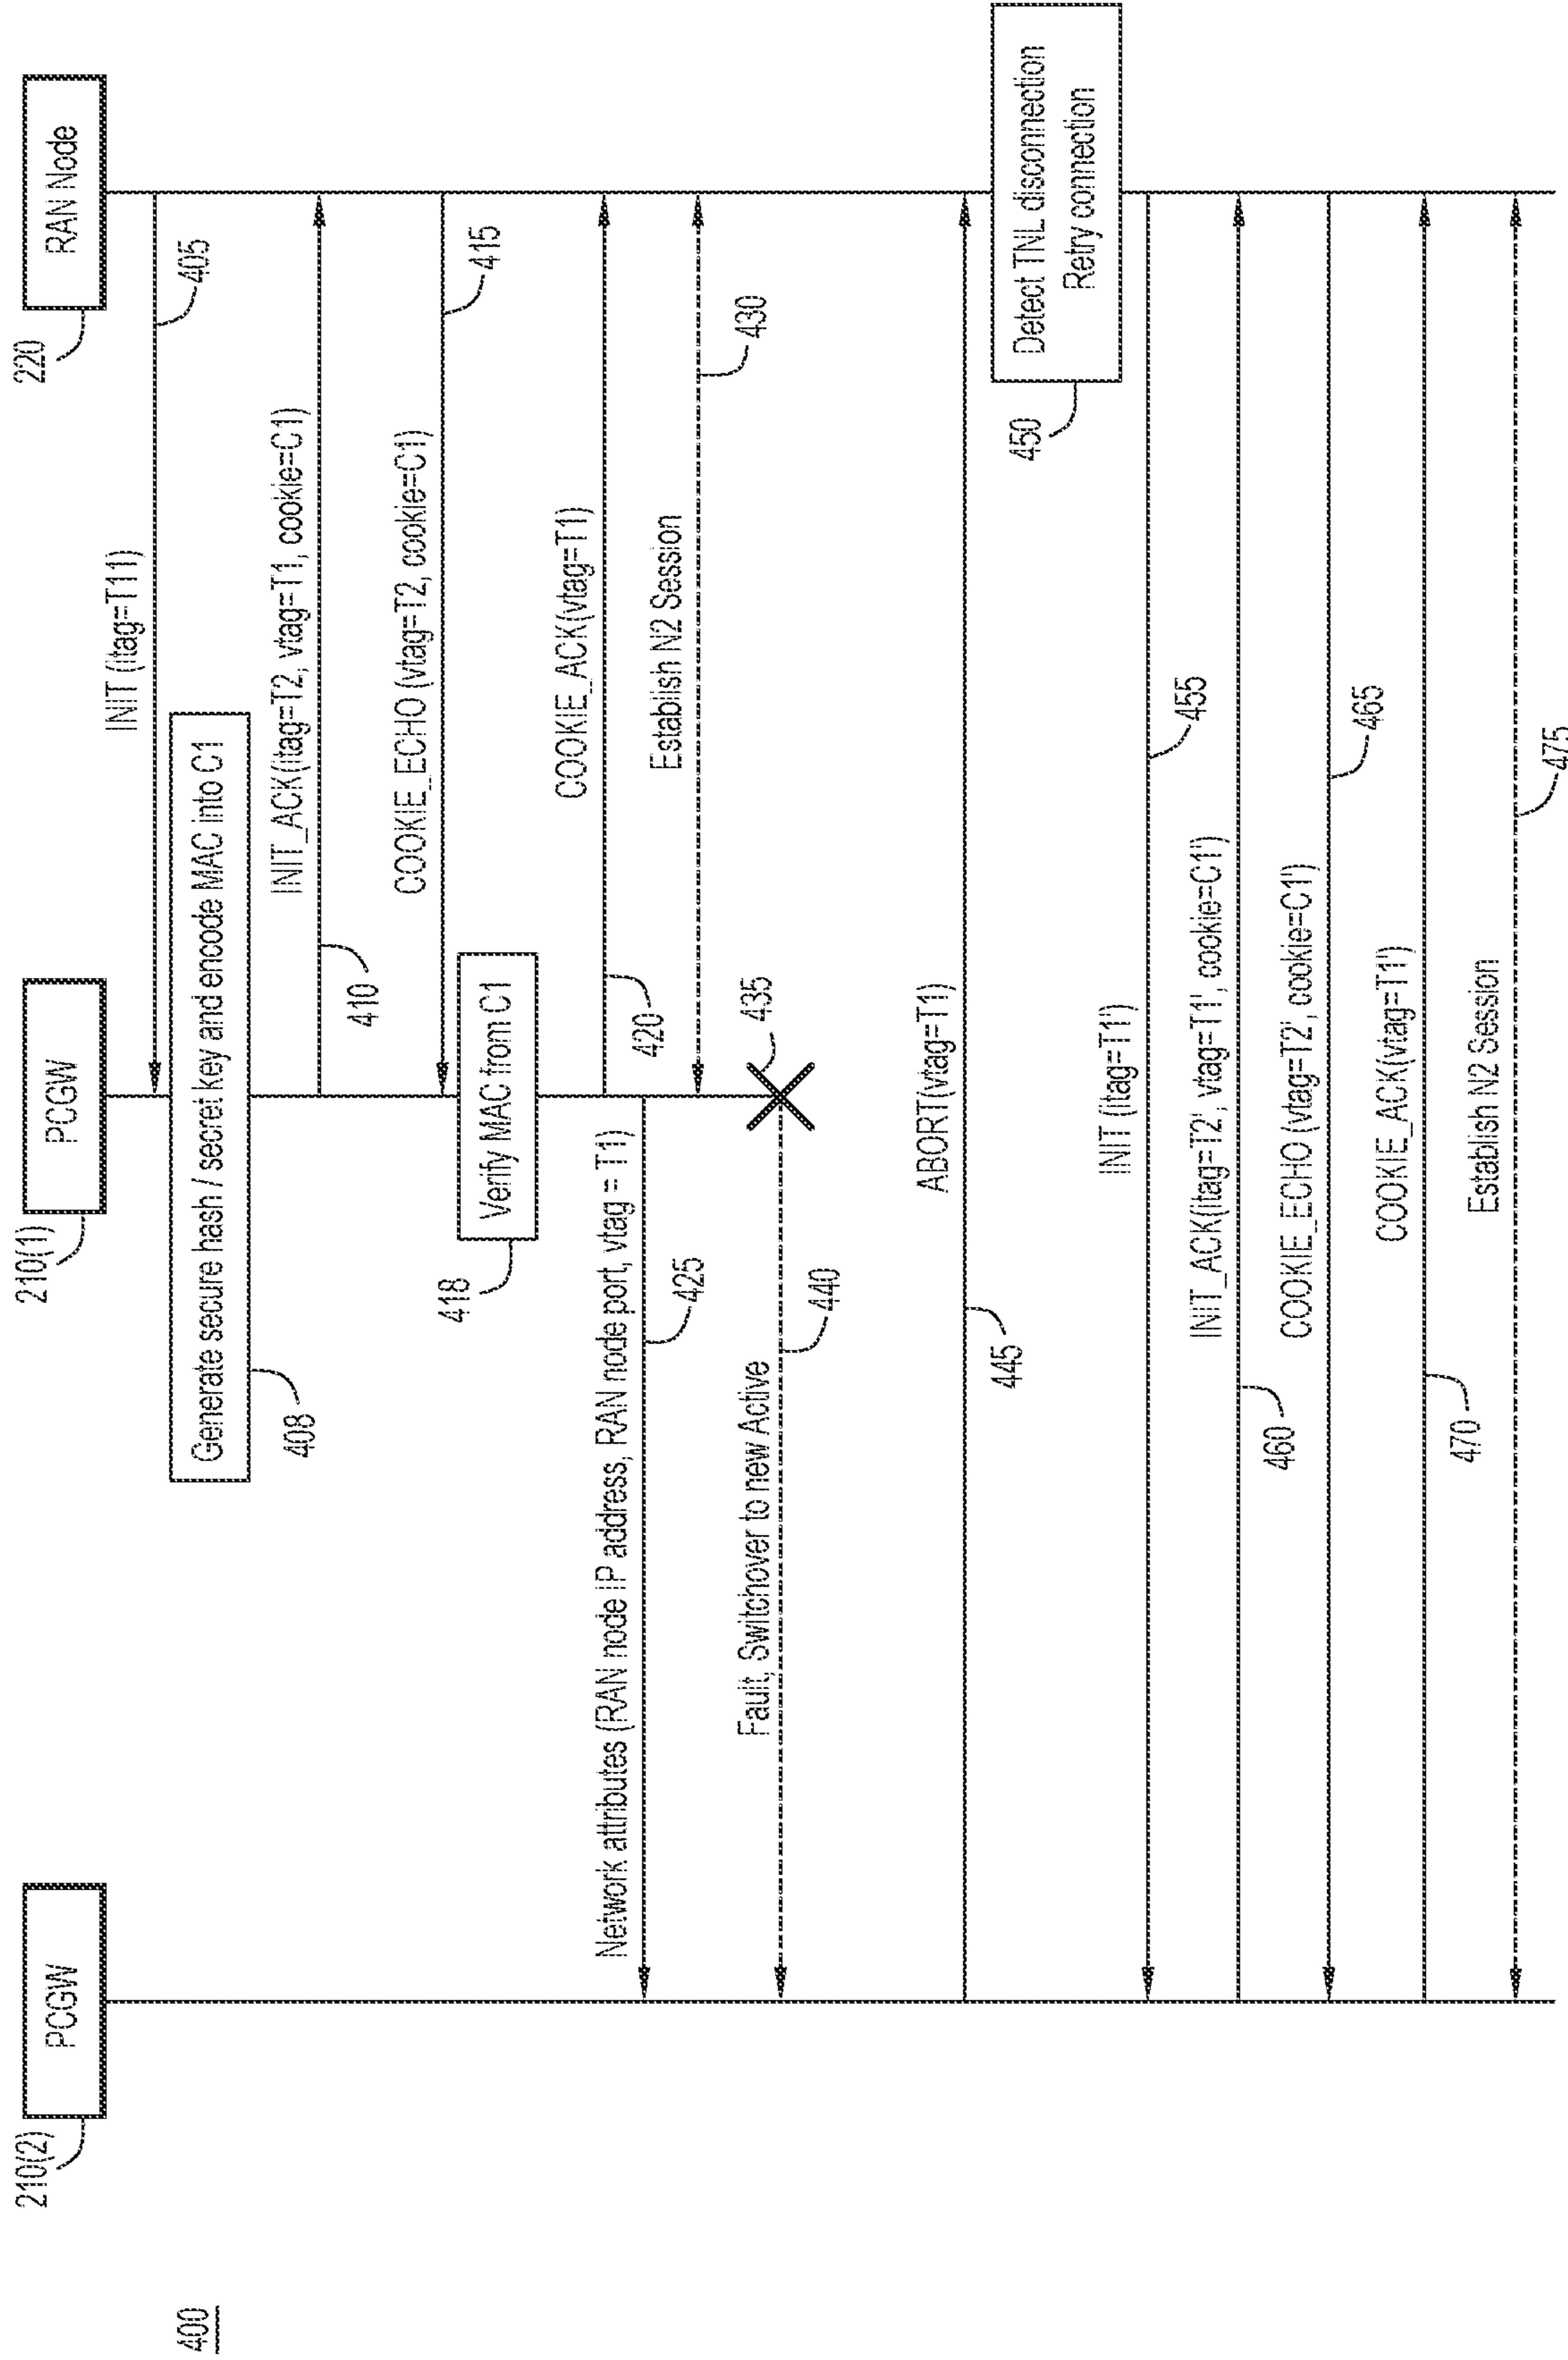 400
210(2)
PCGW
210(1)
PCGW
220
RAN Node
INIT (itag=T11)
405
Generate secure hash / secret key and encode MAC into C1
408
INIT_ACK(itag=T2, vtag=T1, cookie=C1)
410
COOKIE_ECHO (vtag=T2, cookie=C1)
415
Verify MAC from C1
418
COOKIE_ACK(vtag=T1)
420
Network attributes (RAN node IP address, RAN node port, vtag = T1)
425
Establish N2 Session
430
435
Fault, Switchover to new Active
440
ABORT(vtag=T1)
445
Detect TNL disconnection
Retry connection
450
INIT (itag=T1')
455
INIT_ACK(itag=T2', vtag=T1', cookie=C1')
460
COOKIE_ECHO (vtag=T2', cookie=C1')
465
COOKIE_ACK(vtag=T1')
470
Establish N2 Session
475